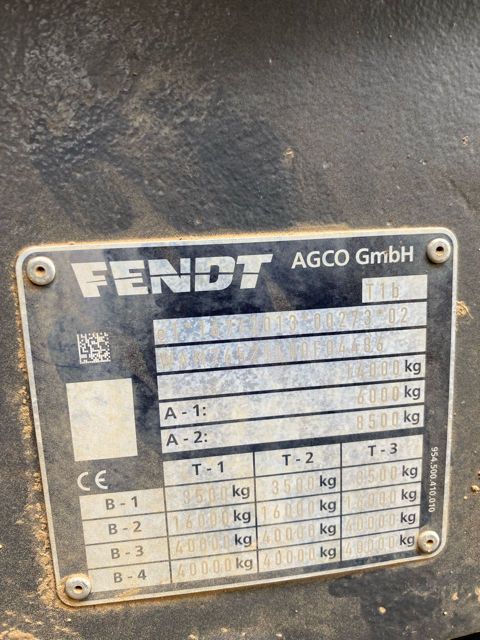 FENDT AGCO GmbH
T1b
14000 kg
A - 1: 6000 kg
A - 2: 8500 kg
T - 1 T - 2 T - 3
B - 1 3500 kg 3500 kg 3500 kg
B - 2 16000 kg 16000 kg 16000 kg
B - 3 40000 kg 40000 kg 40000 kg
B - 4 40000 kg 40000 kg 40000 kg
CE
954.500.410.010